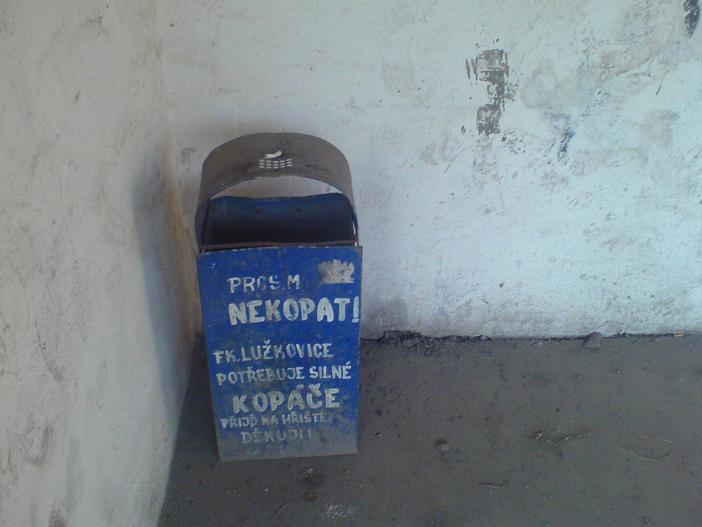 PROSÍM
NEKOPAT!
FK.LUŽKOVICE
POTŘEBUJE SILNÉ
KOPÁČE
PŘIJĎ NA HŘIŠTĚ
DĚKUJI!